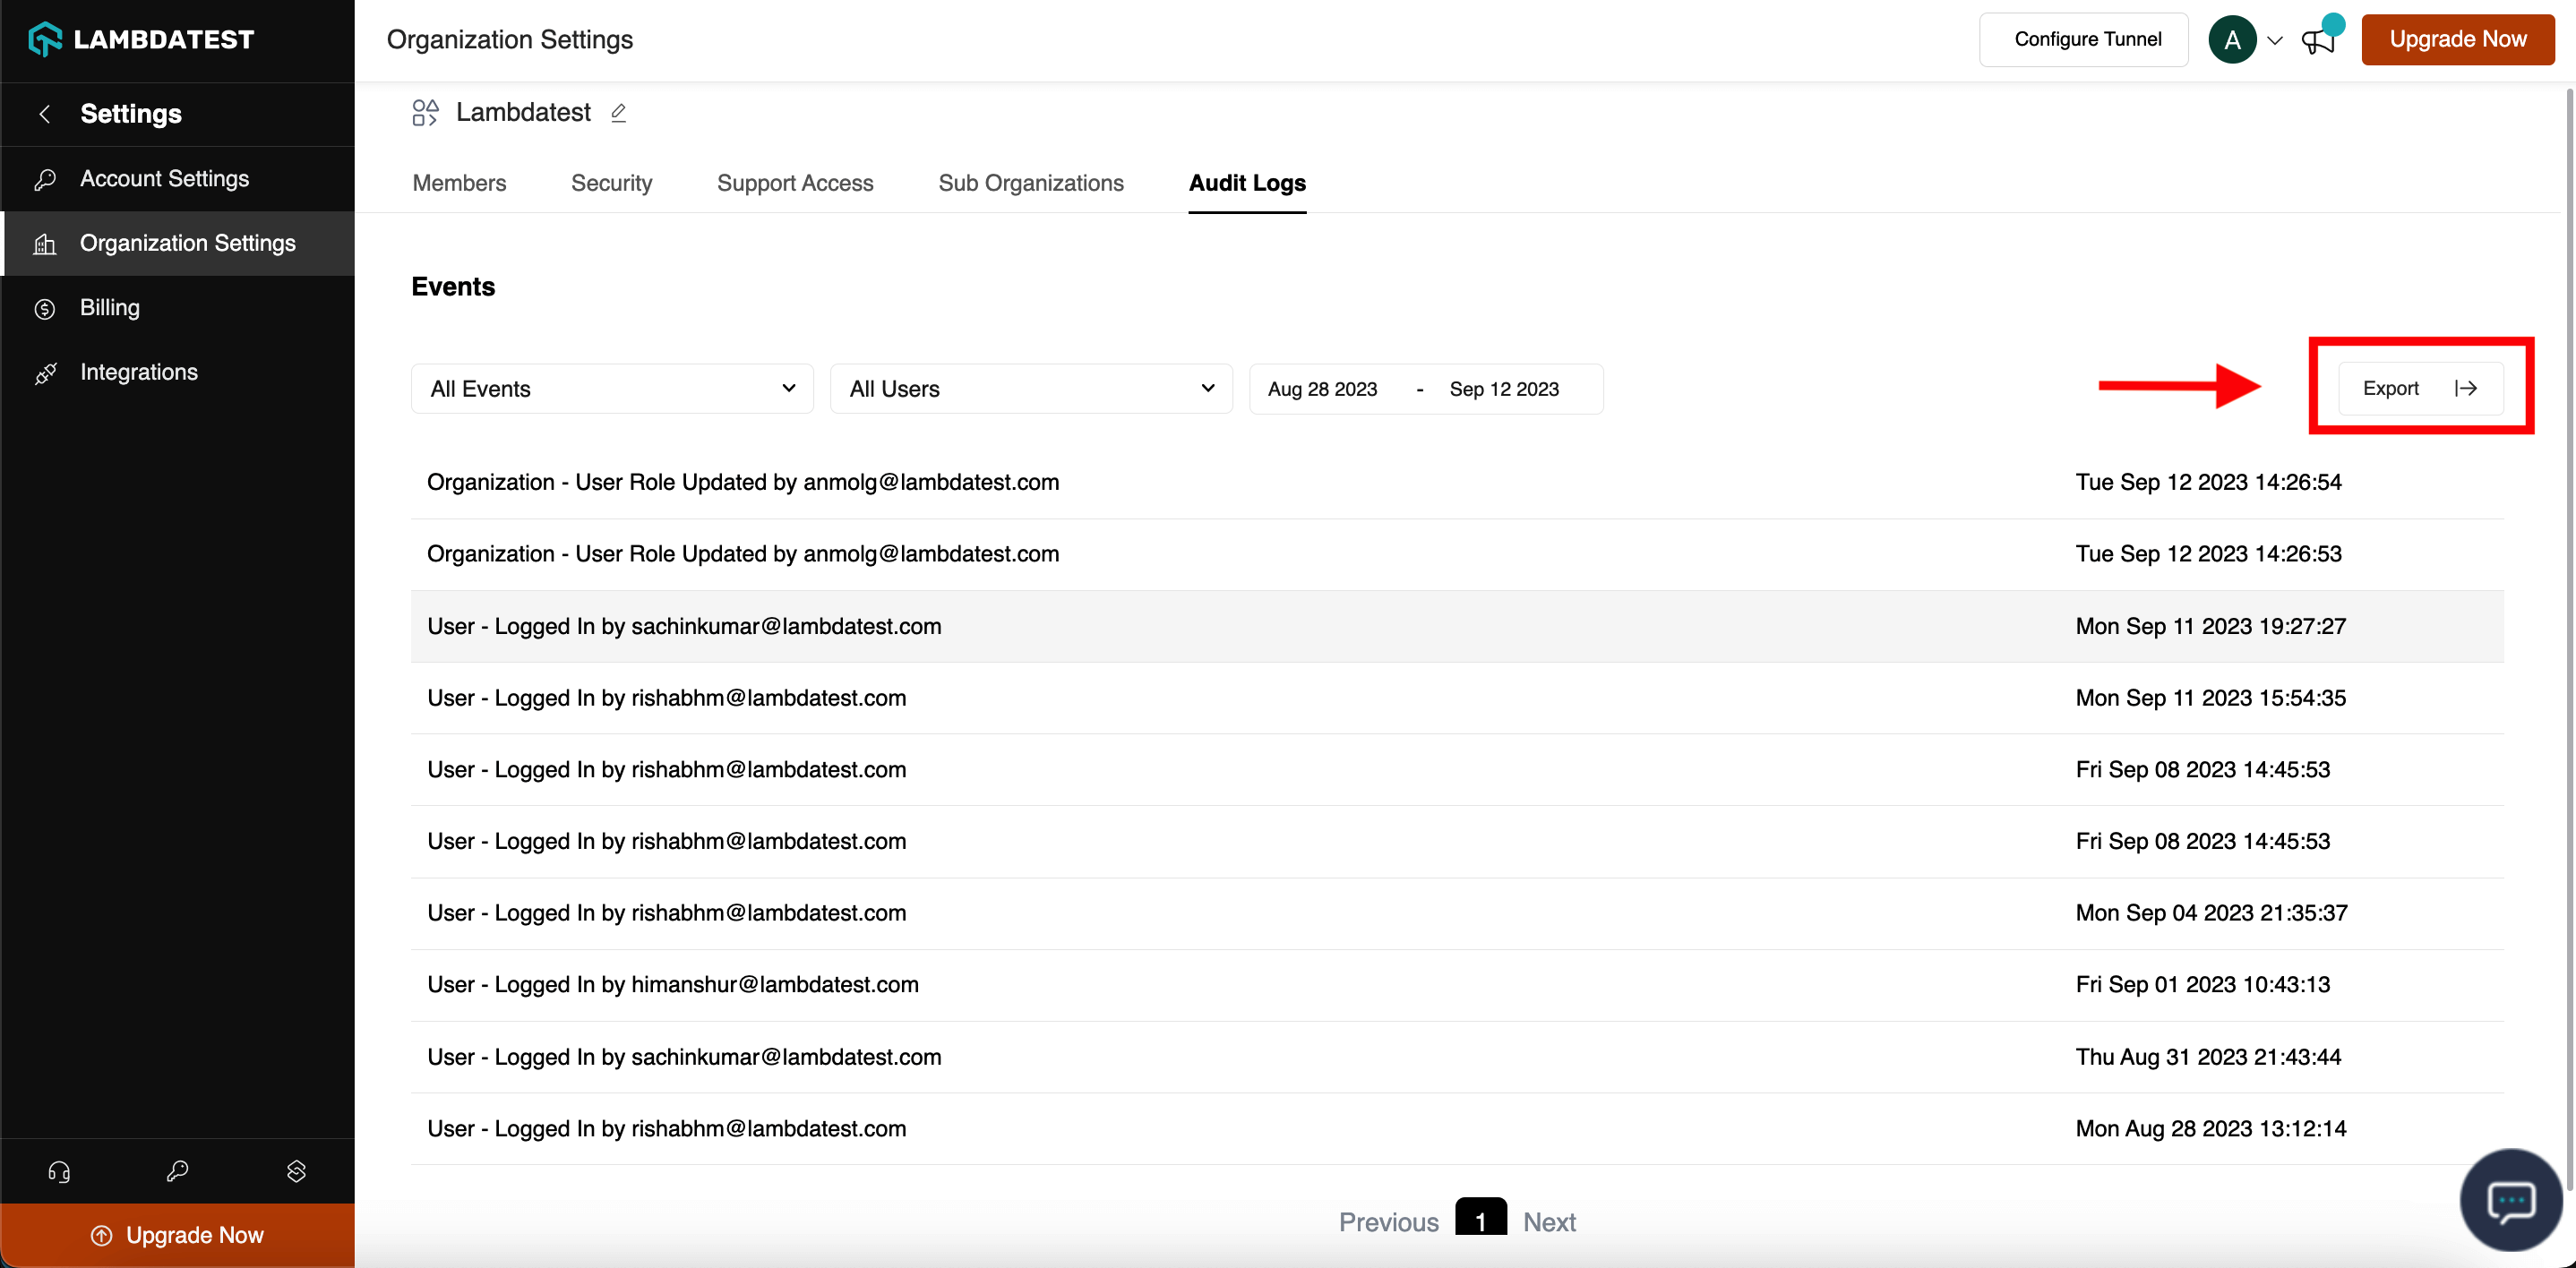 LAMBDATEST
Organization Settings
Configure Tunnel
A
Upgrade Now
Settings
Account Settings
Organization Settings
Billing
Integrations
Lambdatest
Members
Security
Support Access
Sub Organizations
Audit Logs
Events
All Events
All Users
Aug 28 2023 - Sep 12 2023
Export
Organization - User Role Updated by anmolg@lambdatest.com Tue Sep 12 2023 14:26:54
Organization - User Role Updated by anmolg@lambdatest.com Tue Sep 12 2023 14:26:53
User - Logged In by sachinkumar@lambdatest.com Mon Sep 11 2023 19:27:27
User - Logged In by rishabhm@lambdatest.com Mon Sep 11 2023 15:54:35
User - Logged In by rishabhm@lambdatest.com Fri Sep 08 2023 14:45:53
User - Logged In by rishabhm@lambdatest.com Fri Sep 08 2023 14:45:53
User - Logged In by rishabhm@lambdatest.com Mon Sep 04 2023 21:35:37
User - Logged In by himanshur@lambdatest.com Fri Sep 01 2023 10:43:13
User - Logged In by sachinkumar@lambdatest.com Thu Aug 31 2023 21:43:44
User - Logged In by rishabhm@lambdatest.com Mon Aug 28 2023 13:12:14
Previous 1 Next
Upgrade Now